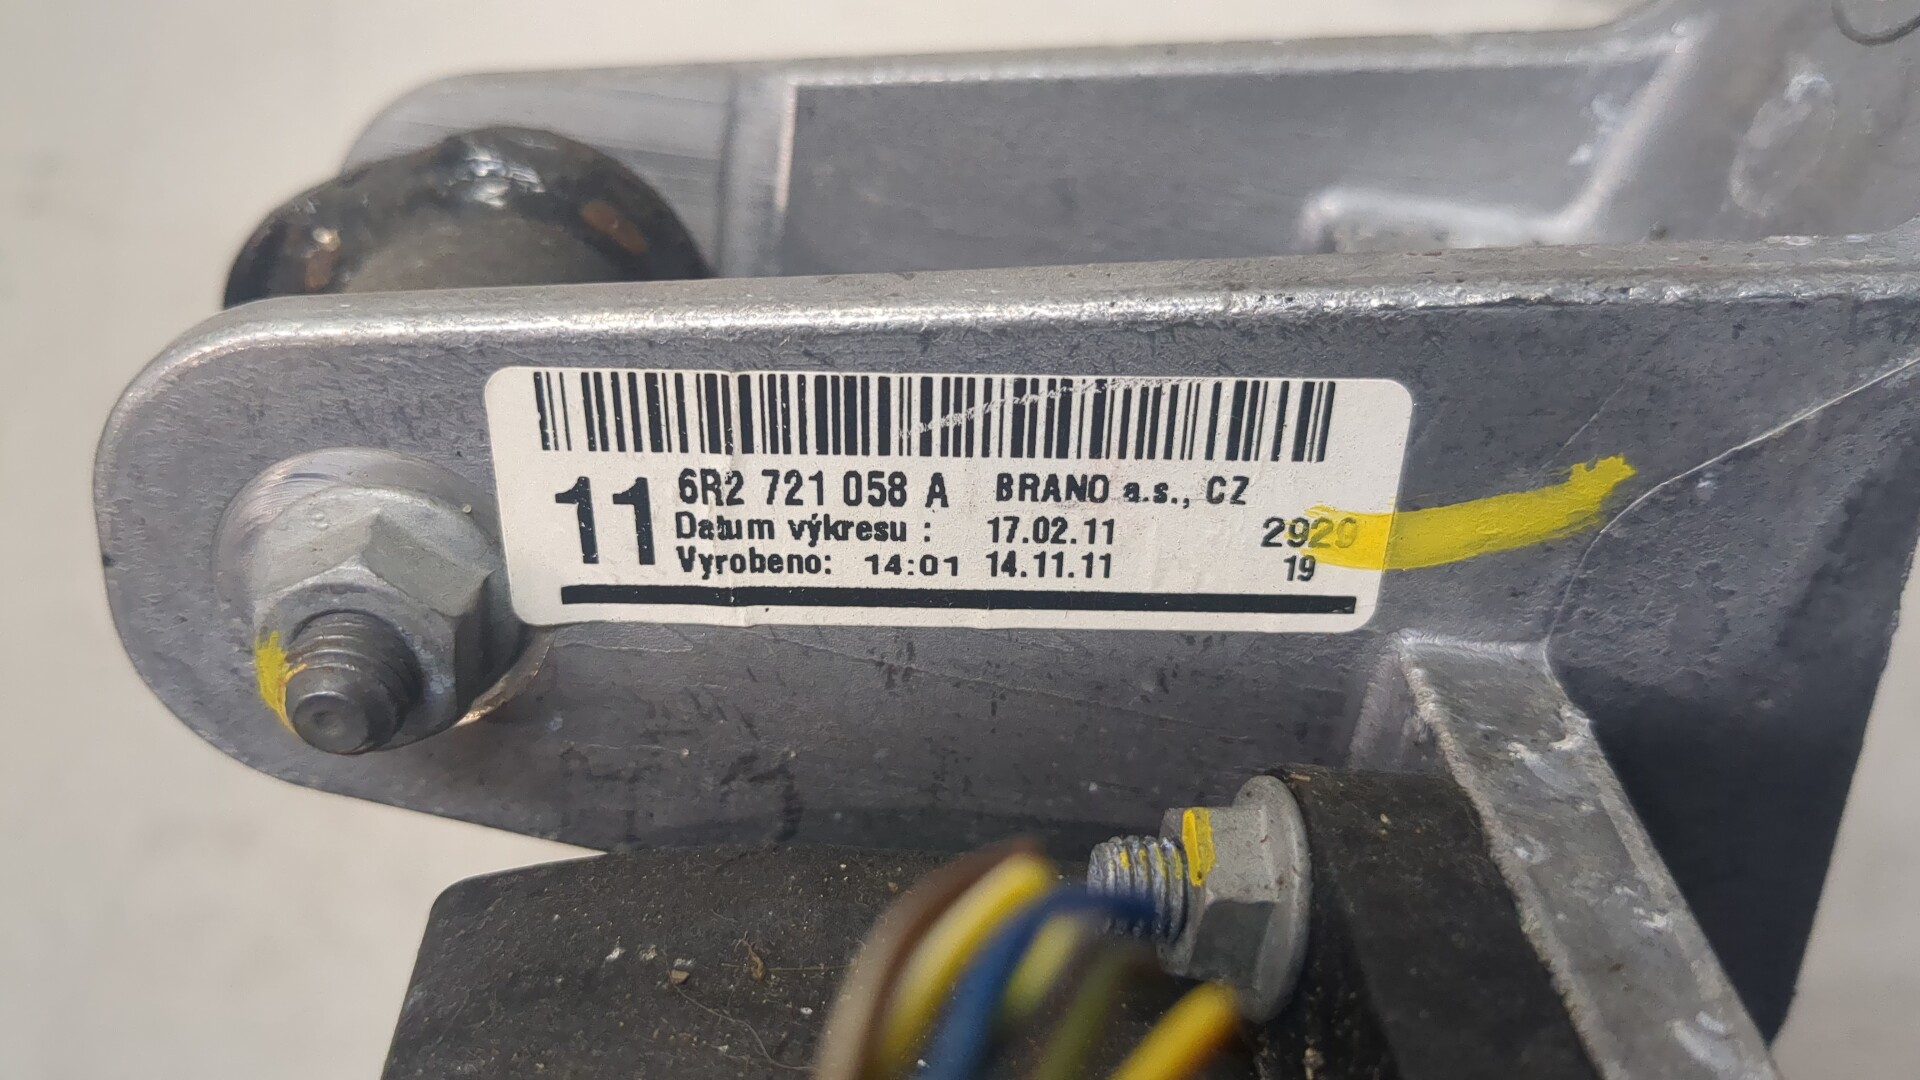 11 6R2 721 058 A BRANO a.s., CZ
Datum výkresu : 17.02.11 2929
Vyrobeno: 14:01 14.11.11 19